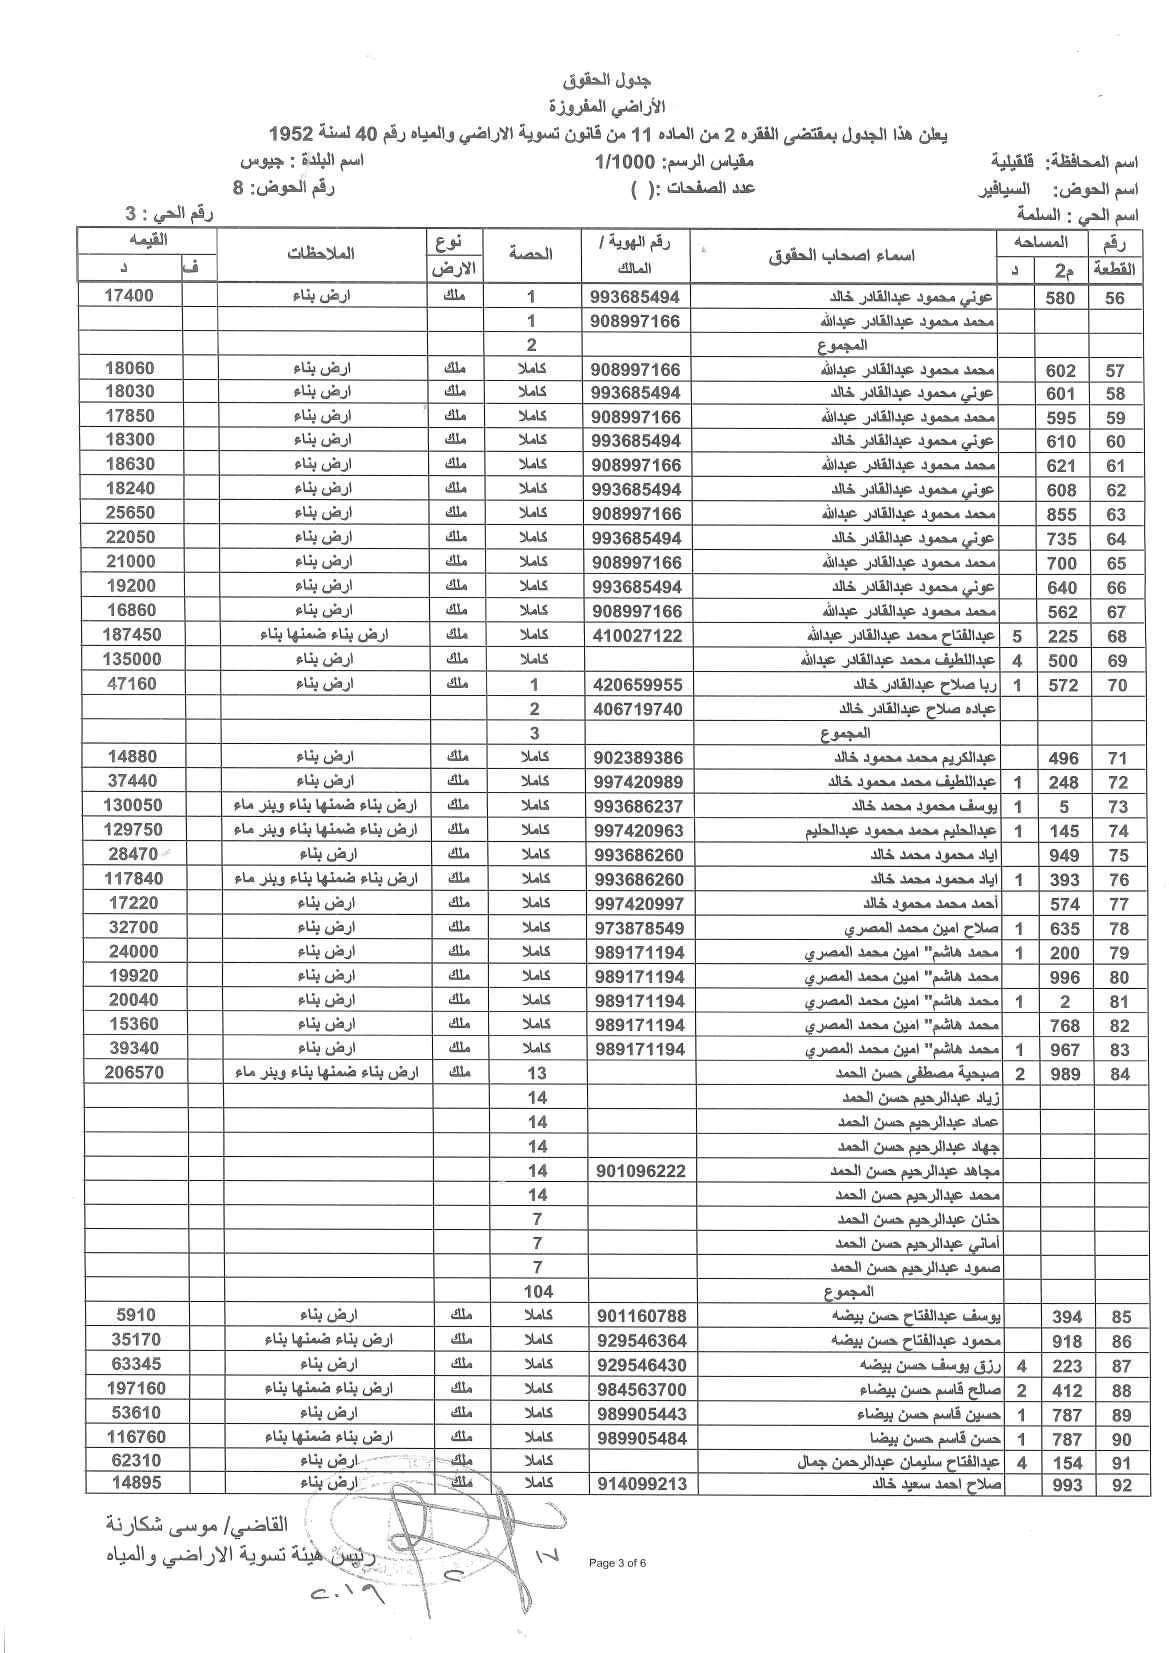 جدول الحقوق
الأراضي المفروزة
يعلن هذا الجدول بمقتضى الفقره 2 من الماده 11 من قانون تسوية الاراضي والمياه رقم 40 لسنة 1952
اسم المحافظة: قلقيلية مقياس الرسم: 1/1000 اسم البلدة : جيوس
اسم الحوض: السيافير عدد الصفحات :( ) رقم الحوض: 8
اسم الحي : السلمة رقم الحي : 3
رقم القطعة المساحه م2 د اسماء اصحاب الحقوق رقم الهوية / المالك الحصة نوع الارض الملاحظات القيمه ف د
56 580 عوني محمود عبدالقادر خالد 993685494 1 ملك ارض بناء 17400
محمد محمود عبدالقادر عبدالله 908997166 1
المجموع 2
57 602 محمد محمود عبدالقادر عبدالله 908997166 كاملا ملك ارض بناء 18060
58 601 عوني محمود عبدالقادر خالد 993685494 كاملا ملك ارض بناء 18030
59 595 محمد محمود عبدالقادر عبدالله 908997166 كاملا ملك ارض بناء 17850
60 610 عوني محمود عبدالقادر خالد 993685494 كاملا ملك ارض بناء 18300
61 621 محمد محمود عبدالقادر عبدالله 908997166 كاملا ملك ارض بناء 18630
62 608 عوني محمود عبدالقادر خالد 993685494 كاملا ملك ارض بناء 18240
63 855 محمد محمود عبدالقادر عبدالله 908997166 كاملا ملك ارض بناء 25650
64 735 عوني محمود عبدالقادر خالد 993685494 كاملا ملك ارض بناء 22050
65 700 محمد محمود عبدالقادر عبدالله 908997166 كاملا ملك ارض بناء 21000
66 640 عوني محمود عبدالقادر خالد 993685494 كاملا ملك ارض بناء 19200
67 562 محمد محمود عبدالقادر عبدالله 908997166 كاملا ملك ارض بناء 16860
68 225 5 عبدالفتاح محمد عبدالقادر عبدالله 410027122 كاملا ملك ارض بناء ضمنها بناء 187450
69 500 4 عبداللطيف محمد عبدالقادر عبدالله كاملا ملك ارض بناء 135000
70 572 1 ربا صلاح عبدالقادر خالد 420659955 1 ملك ارض بناء 47160
عباده صلاح عبدالقادر خالد 406719740 2
المجموع 3
71 496 عبدالكريم محمد محمود خالد 902389386 كاملا ملك ارض بناء 14880
72 248 1 عبداللطيف محمد محمود خالد 997420989 كاملا ملك ارض بناء 37440
73 5 1 يوسف محمود محمد خالد 993686237 كاملا ملك ارض بناء ضمنها بناء وبئر ماء 130050
74 145 1 عبدالحليم محمد محمود عبدالحليم 997420963 كاملا ملك ارض بناء ضمنها بناء وبئر ماء 129750
75 949 اياد محمود محمد خالد 993686260 كاملا ملك ارض بناء 28470
76 393 1 اياد محمود محمد خالد 993686260 كاملا ملك ارض بناء ضمنها بناء وبئر ماء 117840
77 574 أحمد محمد محمود خالد 997420997 كاملا ملك ارض بناء 17220
78 635 1 صلاح امين محمد المصري 973878549 كاملا ملك ارض بناء 32700
79 200 1 محمد هاشم" امين محمد المصري 989171194 كاملا ملك ارض بناء 24000
80 996 محمد هاشم" امين محمد المصري 989171194 كاملا ملك ارض بناء 19920
81 2 1 محمد هاشم" امين محمد المصري 989171194 كاملا ملك ارض بناء 20040
82 768 محمد هاشم" امين محمد المصري 989171194 كاملا ملك ارض بناء 15360
83 967 1 محمد هاشم" امين محمد المصري 989171194 كاملا ملك ارض بناء 39340
84 989 2 صبحية مصطفى حسن الحمد 13 ملك ارض بناء ضمنها بناء وبئر ماء 206570
زياد عبدالرحيم حسن الحمد 14
عماد عبدالرحيم حسن الحمد 14
جهاد عبدالرحيم حسن الحمد 14
مجاهد عبدالرحيم حسن الحمد 901096222 14
محمد عبدالرحيم حسن الحمد 14
حنان عبدالرحيم حسن الحمد 7
أماني عبدالرحيم حسن الحمد 7
صمود عبدالرحيم حسن الحمد 7
المجموع 104
85 394 يوسف عبدالفتاح حسن بيضه 901160788 كاملا ملك ارض بناء 5910
86 918 محمود عبدالفتاح حسن بيضه 929546364 كاملا ملك ارض بناء ضمنها بناء 35170
87 223 4 رزق يوسف حسن بيضه 929546430 كاملا ملك ارض بناء 63345
88 412 2 صالح قاسم حسن بيضاء 984563700 كاملا ملك ارض بناء ضمنها بناء 197160
89 787 1 حسين قاسم حسن بيضاء 989905443 كاملا ملك ارض بناء 53610
90 787 1 حسن قاسم حسن بيضا 989905484 كاملا ملك ارض بناء ضمنها بناء 116760
91 154 4 عبدالفتاح سليمان عبدالرحمن جمال كاملا ملك ارض بناء 62310
92 993 صلاح احمد سعيد خالد 914099213 كاملا ملك ارض بناء 14895
القاضي/ موسى شكارنة
رئيس هيئة تسوية الاراضي والمياه
١٧
٢
٢٠١٩
Page 3 of 6